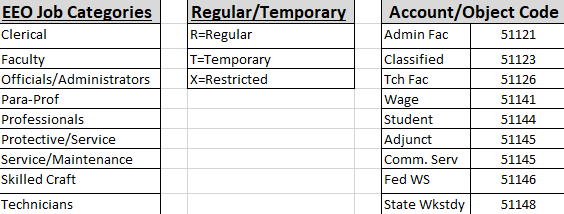 EEO Job Categories Regular/Temporary Account/Object Code
Clerical R=Regular Admin Fac 51121
Faculty T=Temporary Classified 51123
Officials/Administrators X=Restricted Tch Fac 51126
Para-Prof Wage 51141
Professionals Student 51144
Protective/Service Adjunct 51145
Service/Maintenance Comm. Serv 51145
Skilled Craft Fed WS 51146
Technicians State Wkstdy 51148